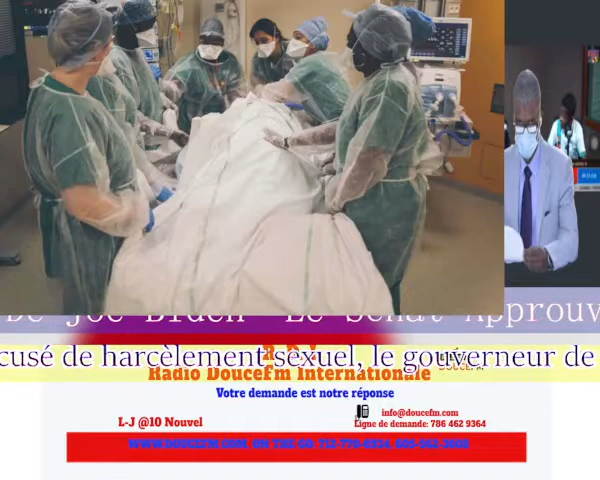 De Joe Biden Le Sénat Approuv
cusé de harcèlement sexuel, le gouverneur de
Radio DouceFm Internationale
Votre demande est notre réponse
info@doucefm.com
L-J @10 Nouvel
Ligne de demande: 786 462 9364
WWW.DOUCEFM.COM. ON THE GO: 712-770-6934. 605-562-3808